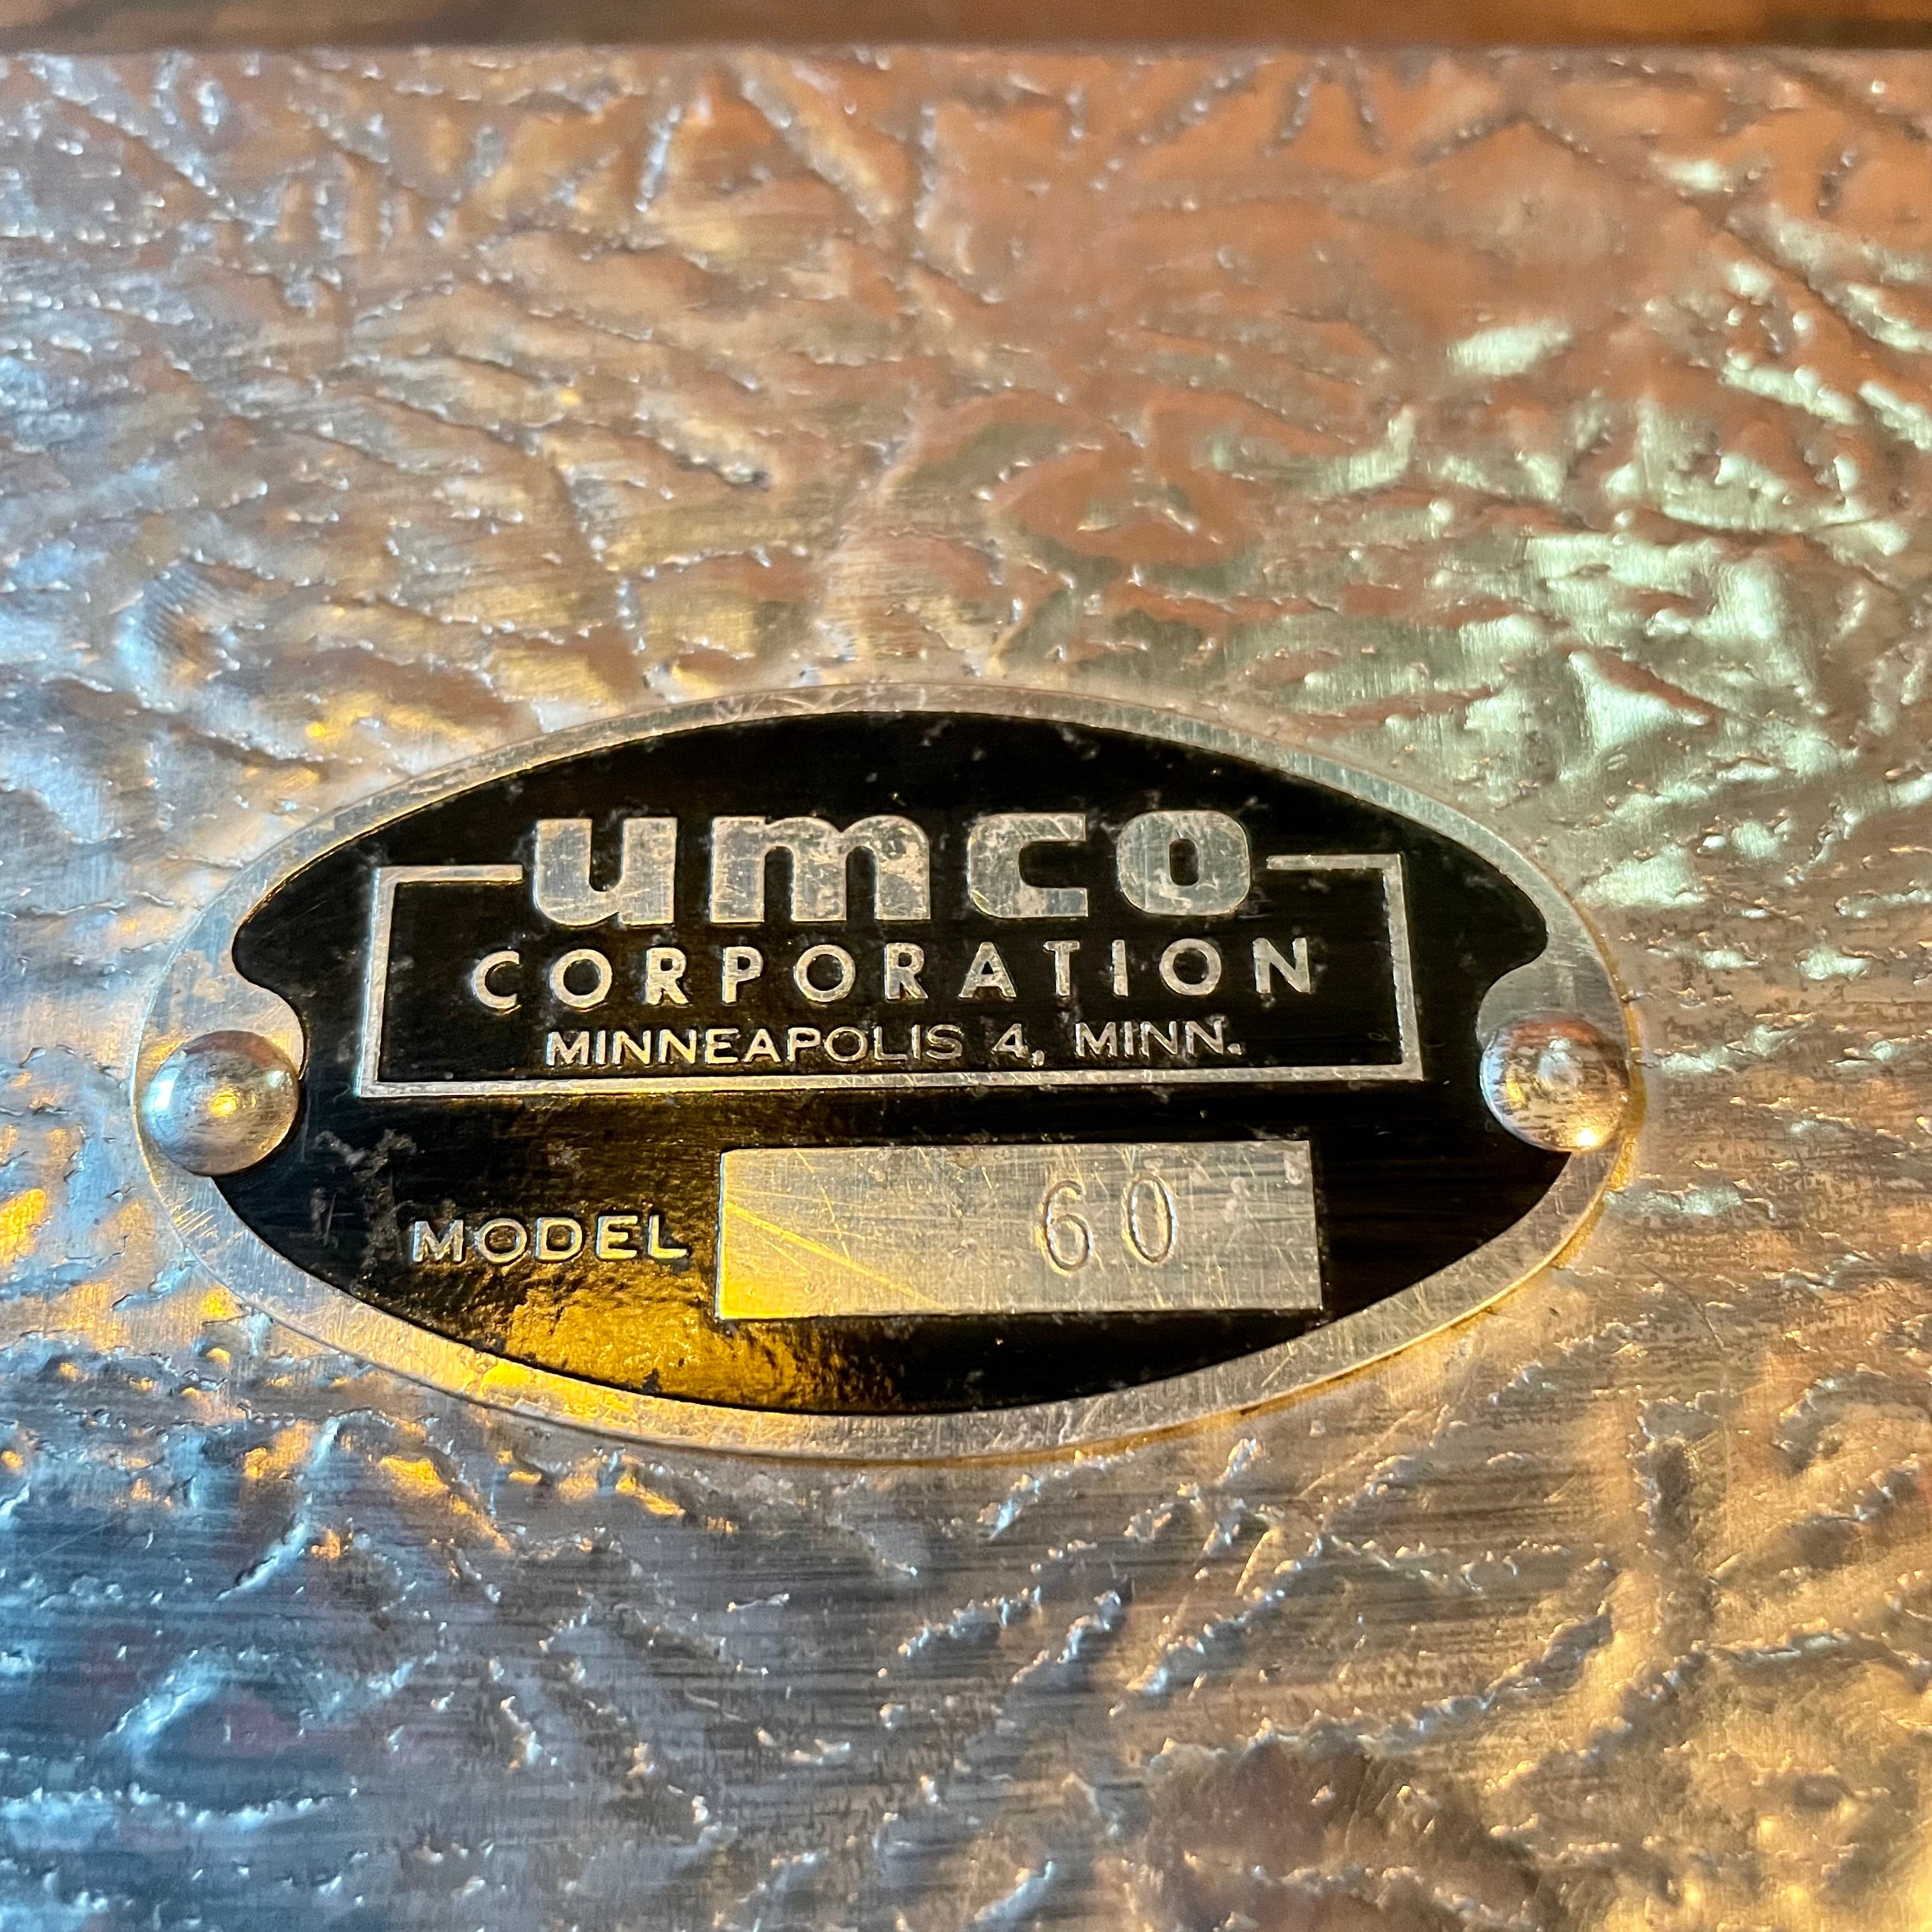 umco
CORPORATION
MINNEAPOLIS 4, MINN.
MODEL 60